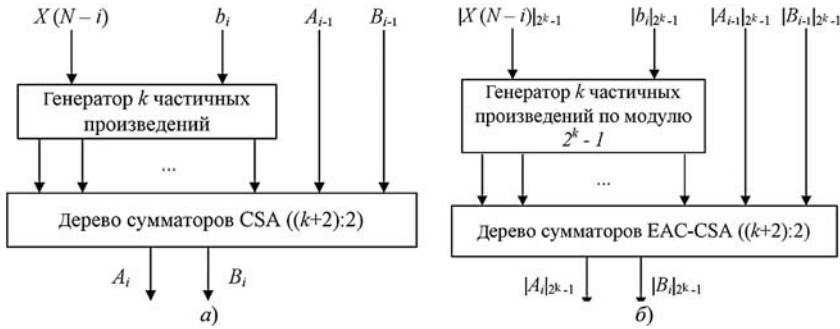 X (N – i)
b_i
A_{i-1}
B_{i-1}
Генератор k частичных
произведений
...
Дерево сумматоров CSA ((k+2):2)
A_i
B_i
а)
|X (N – i)|_{2^k-1}
|b_i|_{2^k-1}
|A_{i-1}|_{2^k-1}
|B_{i-1}|_{2^k-1}
Генератор k частичных
произведений по модулю
2^k - 1
...
Дерево сумматоров EAC-CSA ((k+2):2)
|A_i|_{2^k-1}
|B_i|_{2^k-1}
б)